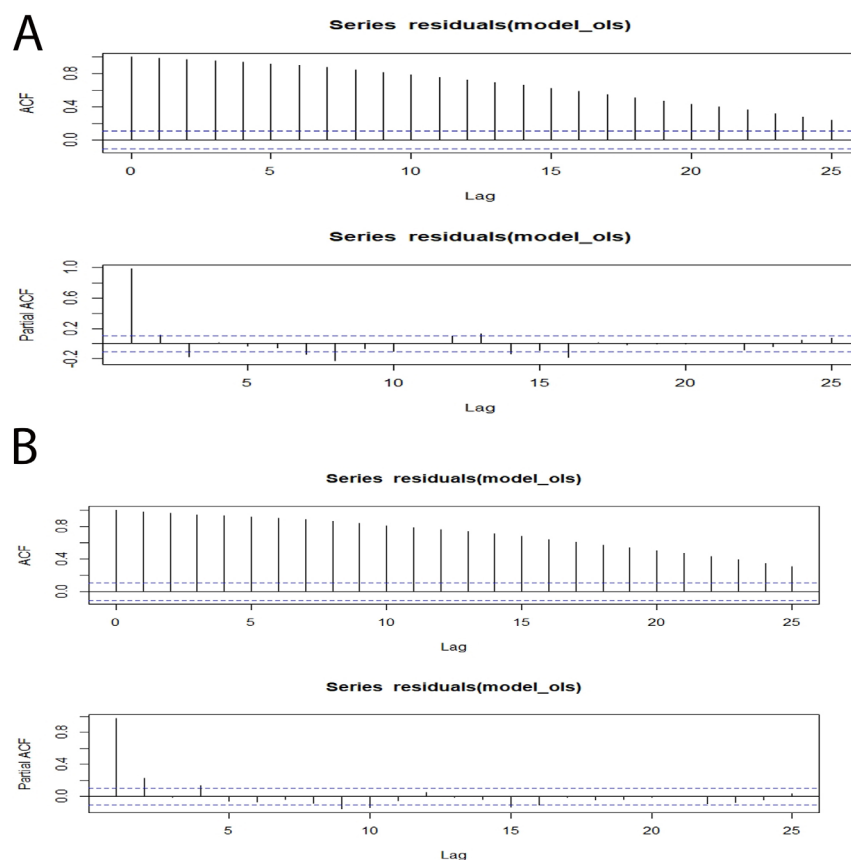 A
Series residuals(model_ols)
ACF
0.0 0.4 0.8
0 5 10 15 20 25
Lag
Series residuals(model_ols)
Partial ACF
-0.2 0.2 0.6 1.0
5 10 15 20 25
Lag
B
Series residuals(model_ols)
ACF
0.0 0.4 0.8
0 5 10 15 20 25
Lag
Series residuals(model_ols)
Partial ACF
0.0 0.4 0.8
5 10 15 20 25
Lag